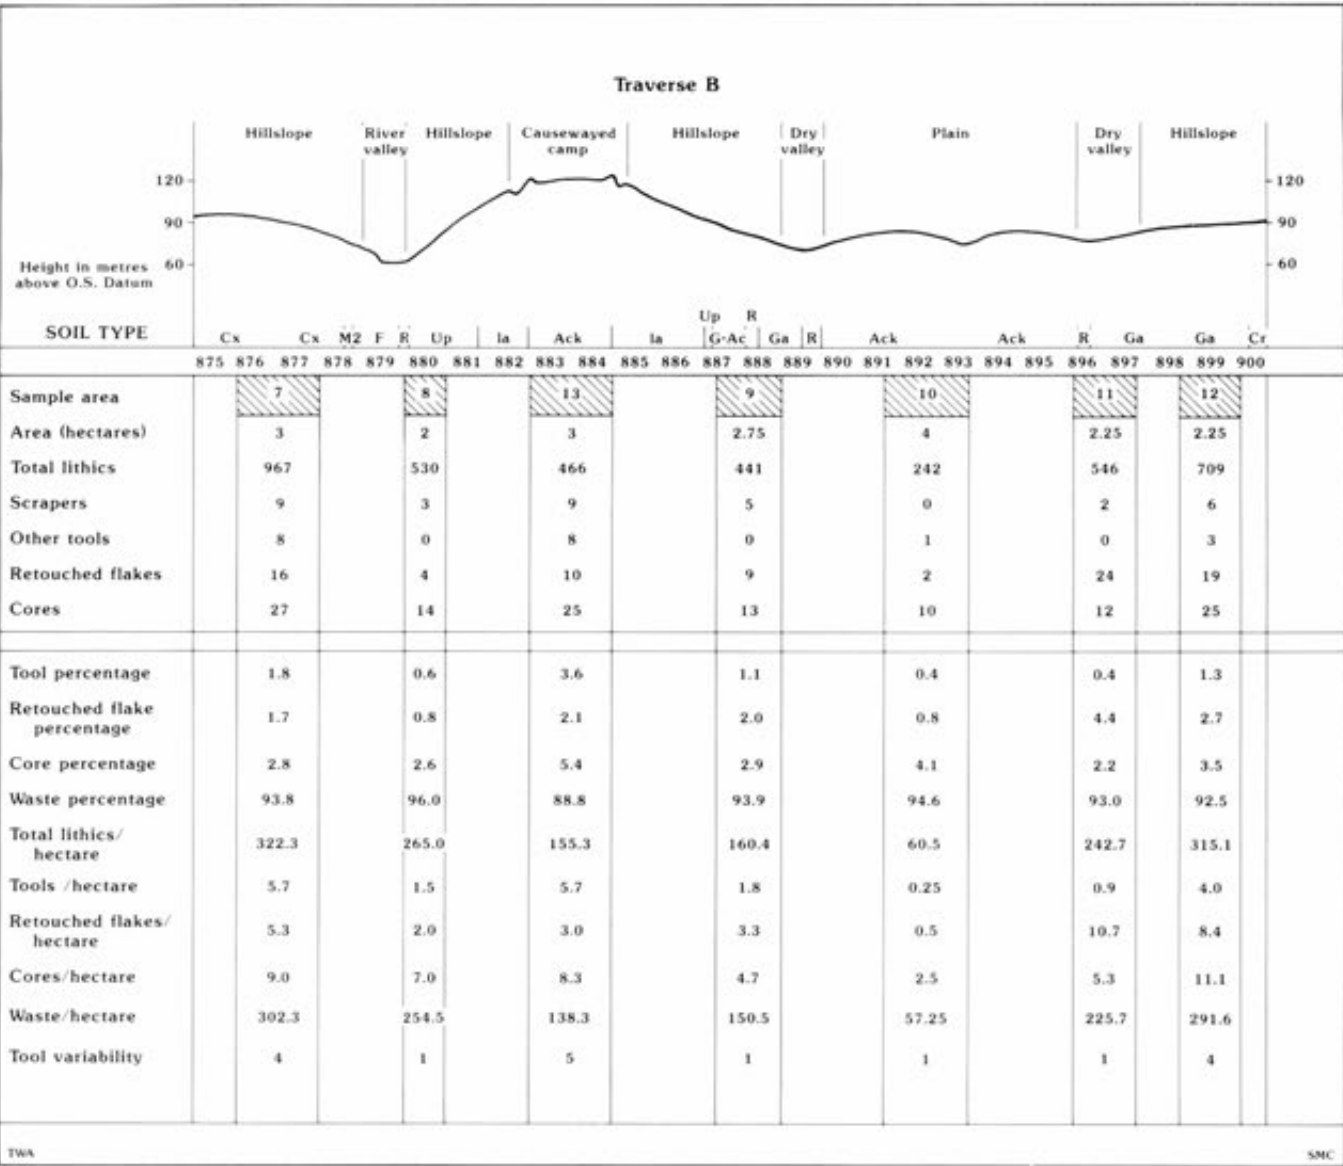 Traverse B
Hillslope River Hillslope Causewayed Hillslope Dry Plain Dry Hillslope
valley camp valley valley
120 120
90 90
60 60
Height in metres
above O.S. Datum
Up R
SOIL TYPE Cs Cs M2 F R Up Ia Ack Ia G-Ac Ga R Ack Ack R Ga Ga Cr
875 876 877 878 879 880 881 882 883 884 885 886 887 888 889 890 891 892 893 894 895 896 897 898 899 900
Sample area 7 8 13 9 10 11 12
Area (hectares) 3 2 3 2.75 4 2.25 2.25
Total lithics 967 530 466 441 242 546 709
Scrapers 9 3 9 5 0 2 6
Other tools 8 0 8 0 1 0 3
Retouched flakes 16 4 10 9 2 24 19
Cores 27 14 25 13 10 12 25
Tool percentage 1.8 0.6 3.6 1.1 0.4 0.4 1.3
Retouched flake
percentage 1.7 0.8 2.1 2.0 0.8 4.4 2.7
Core percentage 2.8 2.6 5.4 2.9 4.1 2.2 3.5
Waste percentage 93.8 96.0 88.8 93.9 94.6 93.0 92.5
Total lithics/
hectare 322.3 265.0 155.3 160.4 60.5 242.7 315.1
Tools /hectare 5.7 1.5 5.7 1.8 0.25 0.9 4.0
Retouched flakes/
hectare 5.3 2.0 3.0 3.3 0.5 10.7 8.4
Cores/hectare 9.0 7.0 8.3 4.7 2.5 5.3 11.1
Waste/hectare 302.3 254.5 138.3 150.5 57.25 225.7 291.6
Tool variability 4 1 5 1 1 1 4
TWA SMC